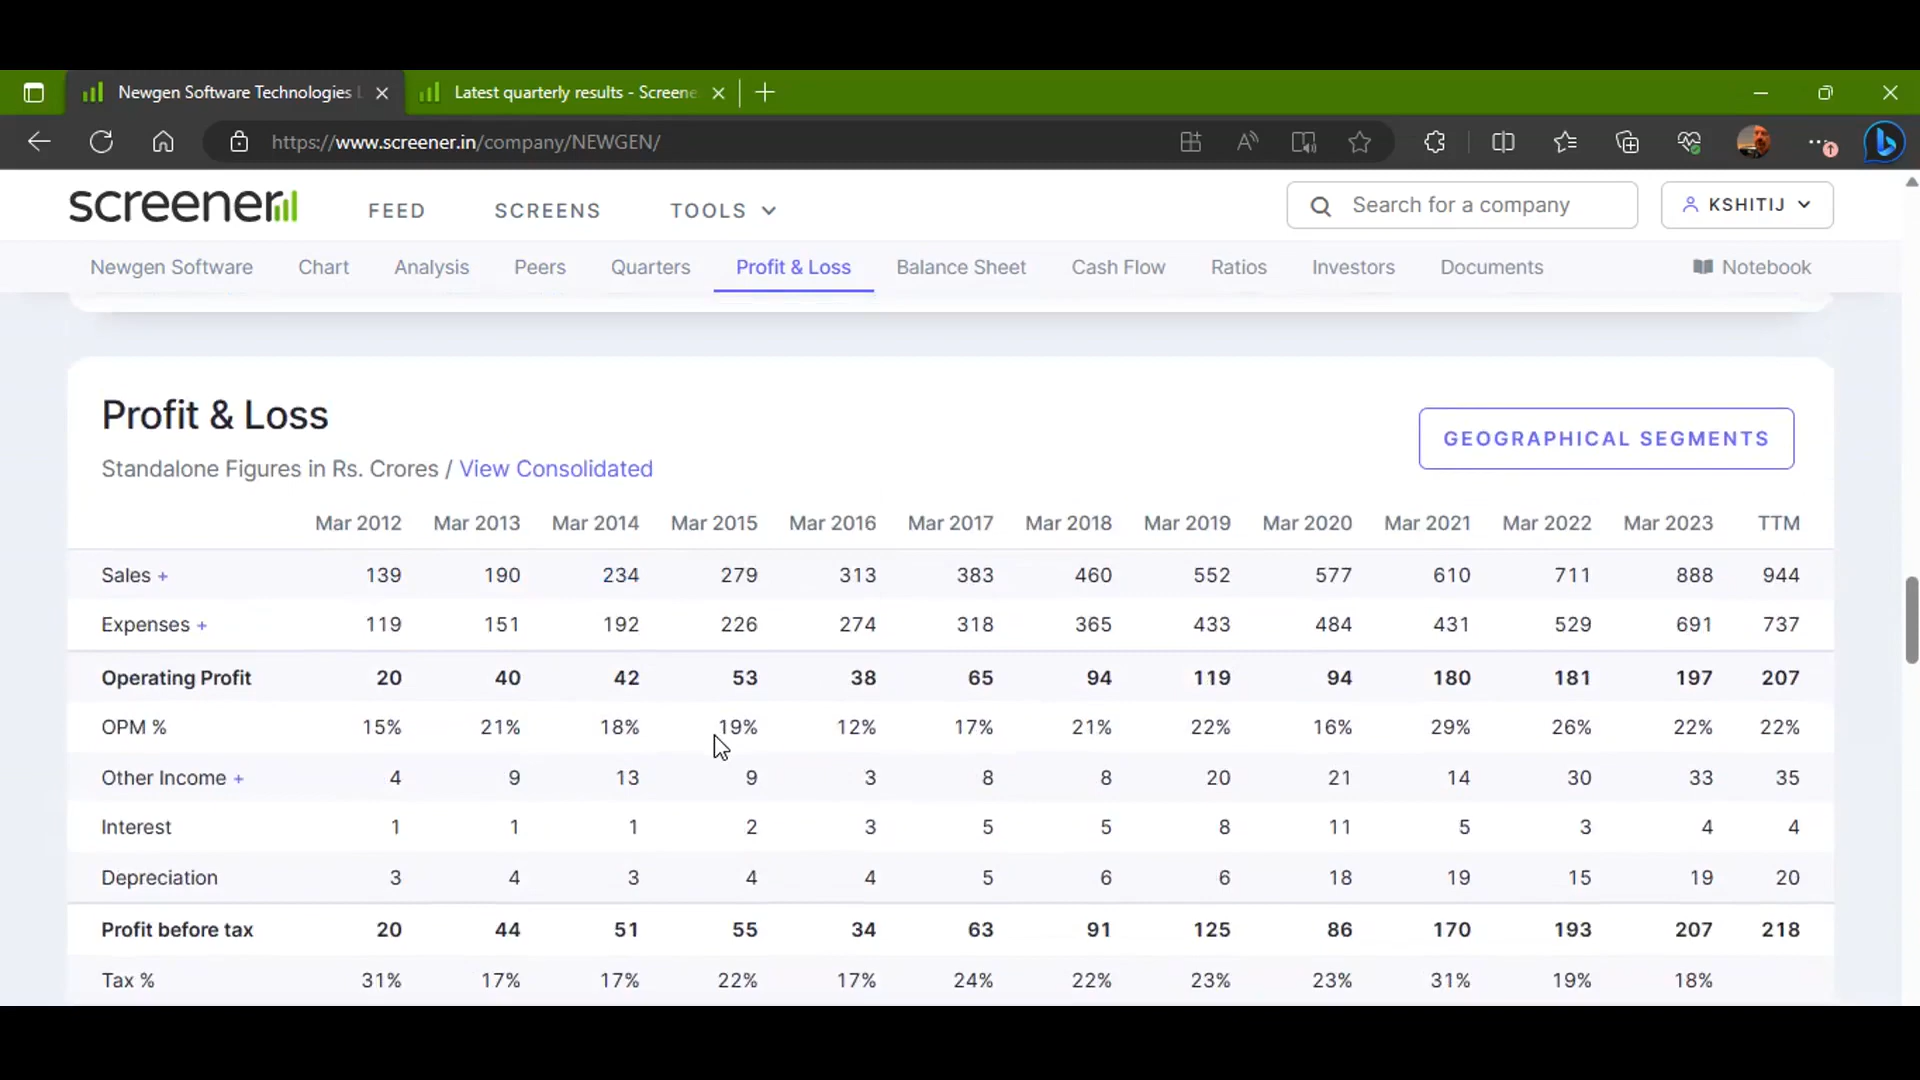 Newgen Software Technologies L
Latest quarterly results - Screene
https://www.screener.in/company/NEWGEN/
screener
FEED SCREENS TOOLS
Search for a company
KSHITIJ
Newgen Software Chart Analysis Peers Quarters Profit & Loss Balance Sheet Cash Flow Ratios Investors Documents Notebook
Profit & Loss
GEOGRAPHICAL SEGMENTS
Standalone Figures in Rs. Crores / View Consolidated
Mar 2012 Mar 2013 Mar 2014 Mar 2015 Mar 2016 Mar 2017 Mar 2018 Mar 2019 Mar 2020 Mar 2021 Mar 2022 Mar 2023 TTM
Sales + 139 190 234 279 313 383 460 552 577 610 711 888 944
Expenses + 119 151 192 226 274 318 365 433 484 431 529 691 737
Operating Profit 20 40 42 53 38 65 94 119 94 180 181 197 207
OPM % 15% 21% 18% 19% 12% 17% 21% 22% 16% 29% 26% 22% 22%
Other Income + 4 9 13 9 3 8 8 20 21 14 30 33 35
Interest 1 1 1 2 3 5 5 8 11 5 3 4 4
Depreciation 3 4 3 4 4 5 6 6 18 19 15 19 20
Profit before tax 20 44 51 55 34 63 91 125 86 170 193 207 218
Tax % 31% 17% 17% 22% 17% 24% 22% 23% 23% 31% 19% 18%